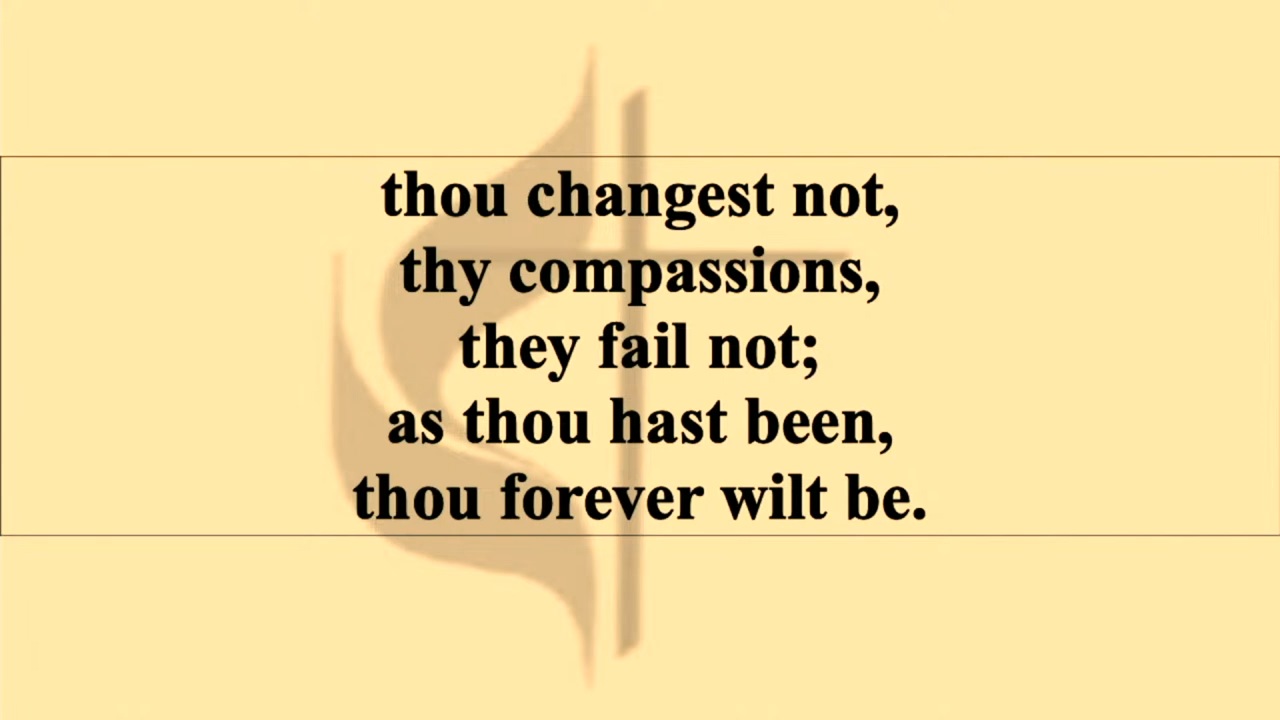 thou changest not,
thy compassions,
they fail not;
as thou hast been,
thou forever wilt be.